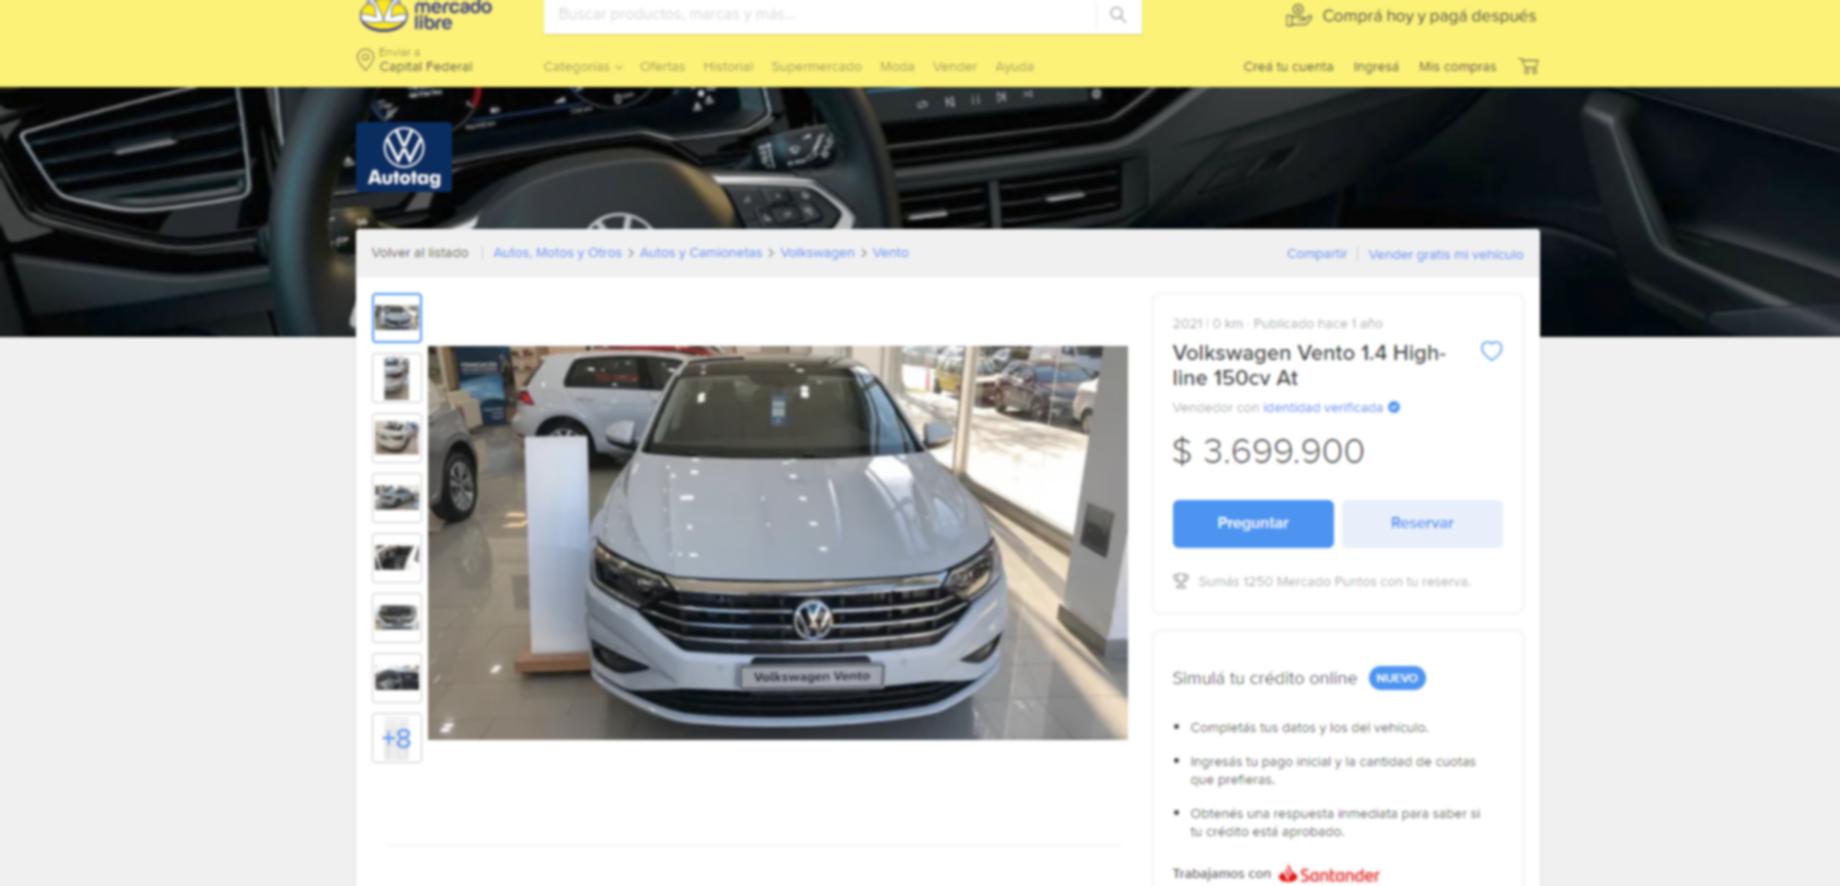 mercado
libre
Buscar productos, marcas y más...
Comprá hoy y pagá después
Enviar a
Capital Federal
Categorías
Ofertas
Historial
Supermercado
Moda
Vender
Ayuda
Creá tu cuenta
Ingresá
Mis compras
Autotag
Volver al listado | Autos, Motos y Otros > Autos y Camionetas > Volkswagen > Vento
Compartir | Vender gratis mi vehículo
2021 | 0 km · Publicado hace 1 año
Volkswagen Vento 1.4 High-
line 150cv At
Vendedor con identidad verificada
$ 3.699.900
Preguntar
Reservar
Sumás 1250 Mercado Puntos con tu reserva.
Volkswagen Vento
+8
Simulá tu crédito online NUEVO
• Completás tus datos y los del vehículo.
• Ingresás tu pago inicial y la cantidad de cuotas
que prefieras.
• Obtenés una respuesta inmediata para saber si
tu crédito está aprobado.
Trabajamos con Santander